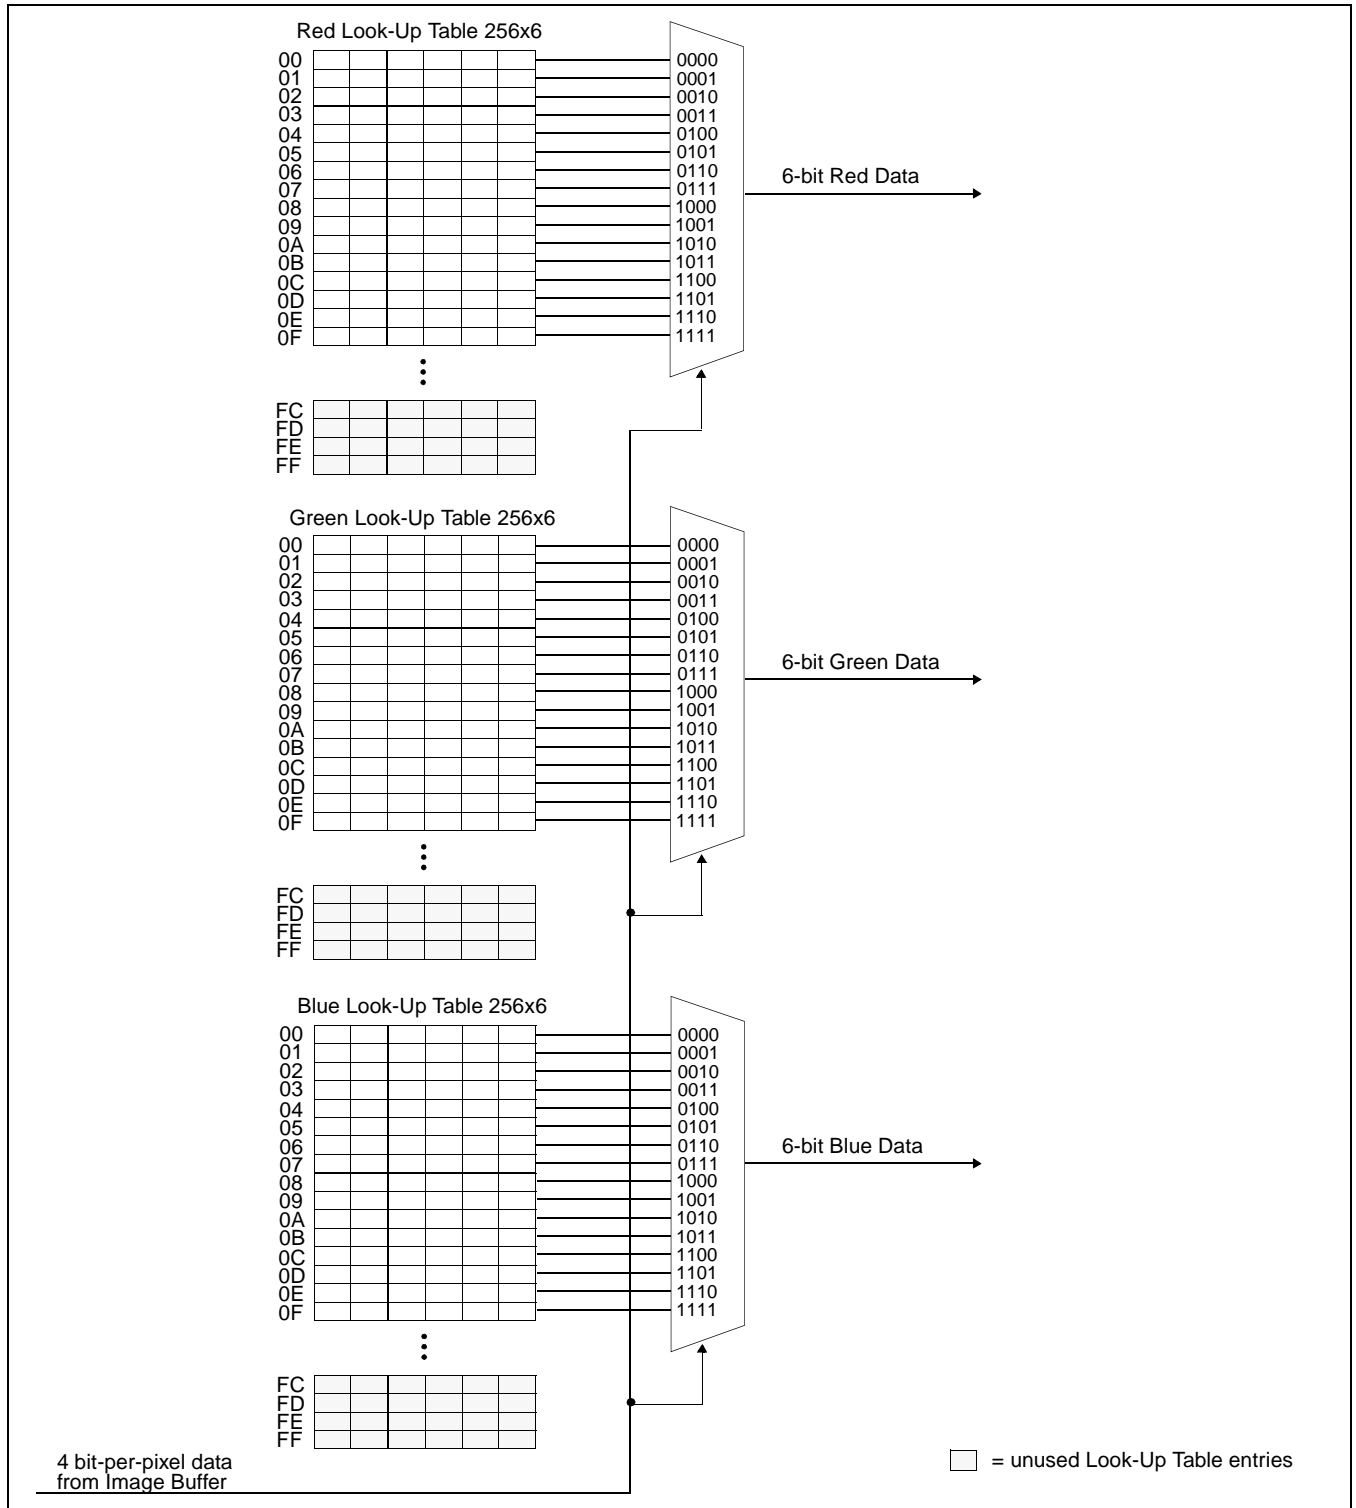 Red Look-Up Table 256x6
00 0000
01 0001
02 0010
03 0011
04 0100
05 0101
06 0110
07 0111
08 1000
09 1001
0A 1010
0B 1011
0C 1100
0D 1101
0E 1110
0F 1111
6-bit Red Data
FC
FD
FE
FF
Green Look-Up Table 256x6
00 0000
01 0001
02 0010
03 0011
04 0100
05 0101
06 0110
07 0111
08 1000
09 1001
0A 1010
0B 1011
0C 1100
0D 1101
0E 1110
0F 1111
6-bit Green Data
FC
FD
FE
FF
Blue Look-Up Table 256x6
00 0000
01 0001
02 0010
03 0011
04 0100
05 0101
06 0110
07 0111
08 1000
09 1001
0A 1010
0B 1011
0C 1100
0D 1101
0E 1110
0F 1111
6-bit Blue Data
FC
FD
FE
FF
4 bit-per-pixel data
from Image Buffer
= unused Look-Up Table entries